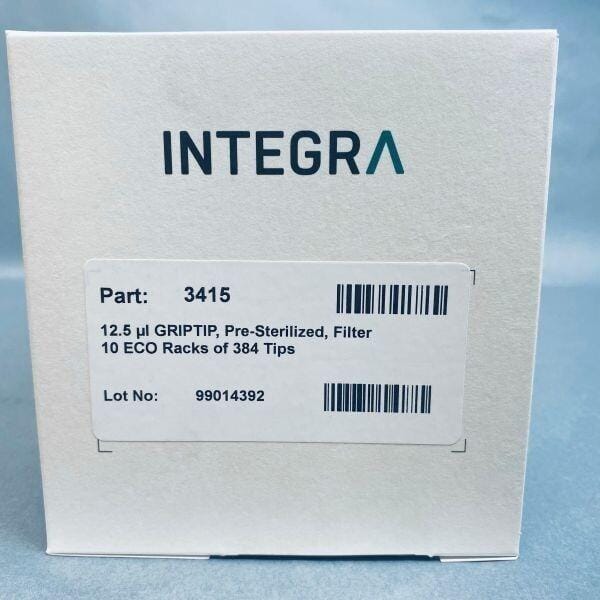 INTEGRA
Part: 3415
12.5 µl GRIPTIP, Pre-Sterilized, Filter
10 ECO Racks of 384 Tips
Lot No: 99014392